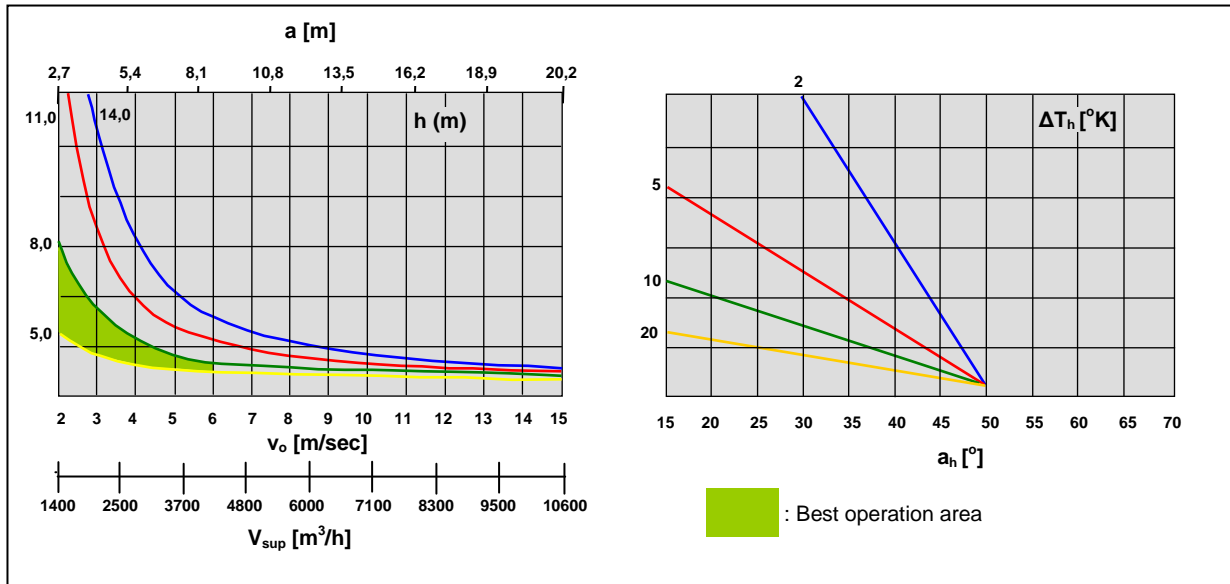 a [m]
2,7 5,4 8,1 10,8 13,5 16,2 18,9 20,2
11,0 14,0 h (m)
8,0
5,0
2 3 4 5 6 7 8 9 10 11 12 13 14 15
vo [m/sec]
1400 2500 3700 4800 6000 7100 8300 9500 10600
Vsup [m³/h]
2
ΔTh [°K]
5
10
20
15 20 25 30 35 40 45 50 55 60 65 70
ah [°]
: Best operation area